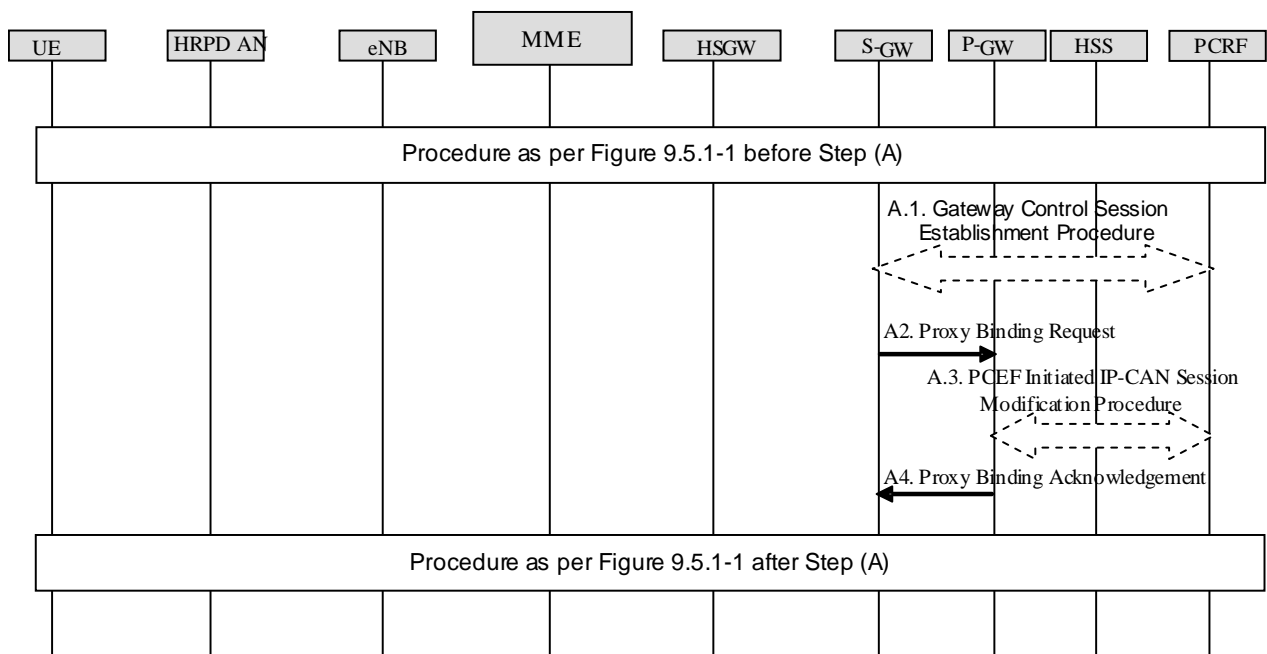 UE
HRPD AN
eNB
MME
HSGW
S-GW
P-GW
HSS
PCRF
Procedure as per Figure 9.5.1-1 before Step (A)
A.1. Gateway Control Session
Establishment Procedure
A2. Proxy Binding Request
A.3. PCEF Initiated IP-CAN Session
Modification Procedure
A4. Proxy Binding Acknowledgement
Procedure as per Figure 9.5.1-1 after Step (A)